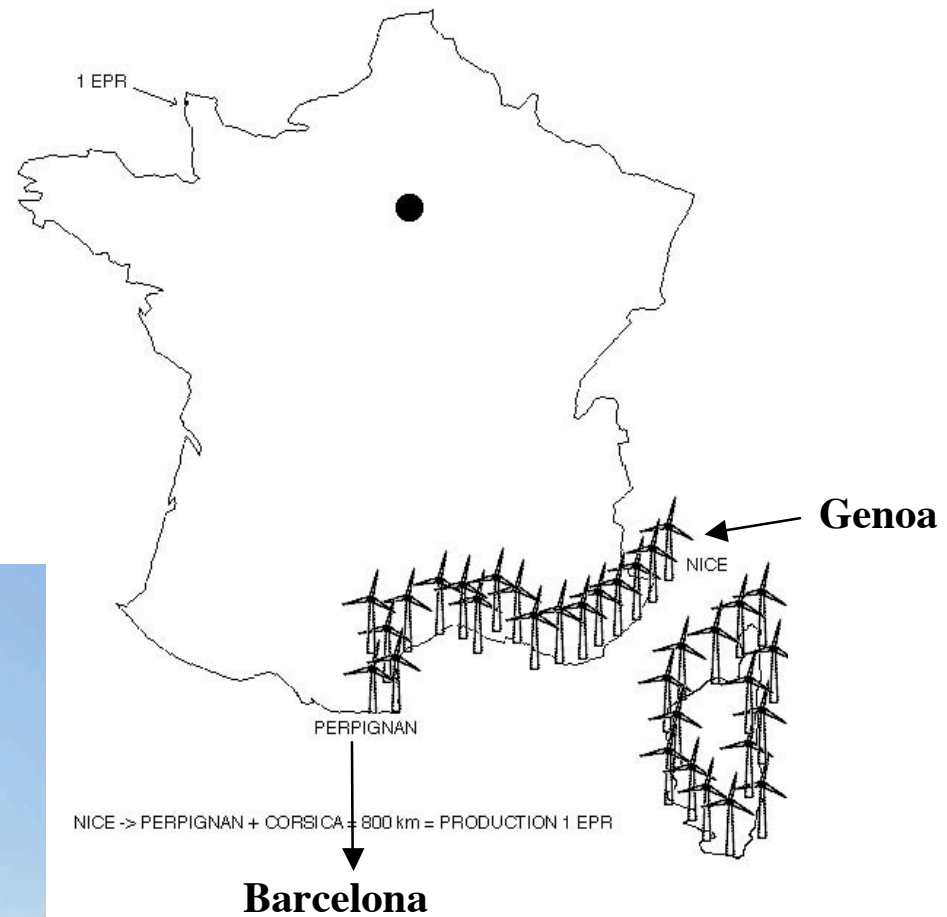 1 EPR
Genoa
NICE
PERPIGNAN
NICE -> PERPIGNAN + CORSICA = 800 km = PRODUCTION 1 EPR
Barcelona